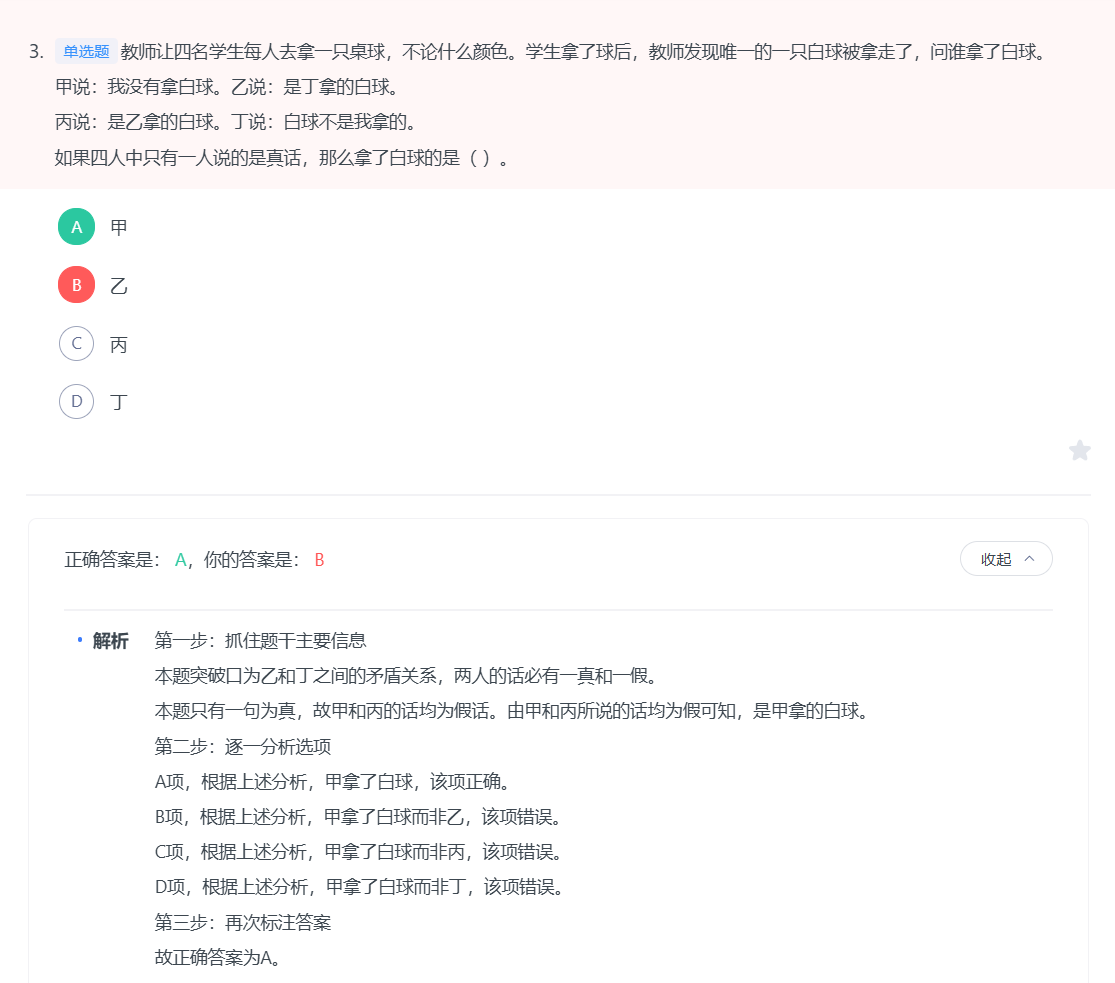 3. 单选题 教师让四名学生每人去拿一只桌球，不论什么颜色。学生拿了球后，教师发现唯一的一只白球被拿走了，问谁拿了白球。
甲说：我没有拿白球。乙说：是丁拿的白球。
丙说：是乙拿的白球。丁说：白球不是我拿的。
如果四人中只有一人说的是真话，那么拿了白球的是（ ）。
A 甲
B 乙
C 丙
D 丁
正确答案是： A，你的答案是： B
收起
· 解析 第一步：抓住题干主要信息
本题突破口为乙和丁之间的矛盾关系，两人的话必有一真和一假。
本题只有一句为真，故甲和丙的话均为假话。由甲和丙所说的话均为假可知，是甲拿的白球。
第二步：逐一分析选项
A项，根据上述分析，甲拿了白球，该项正确。
B项，根据上述分析，甲拿了白球而非乙，该项错误。
C项，根据上述分析，甲拿了白球而非丙，该项错误。
D项，根据上述分析，甲拿了白球而非丁，该项错误。
第三步：再次标注答案
故正确答案为A。